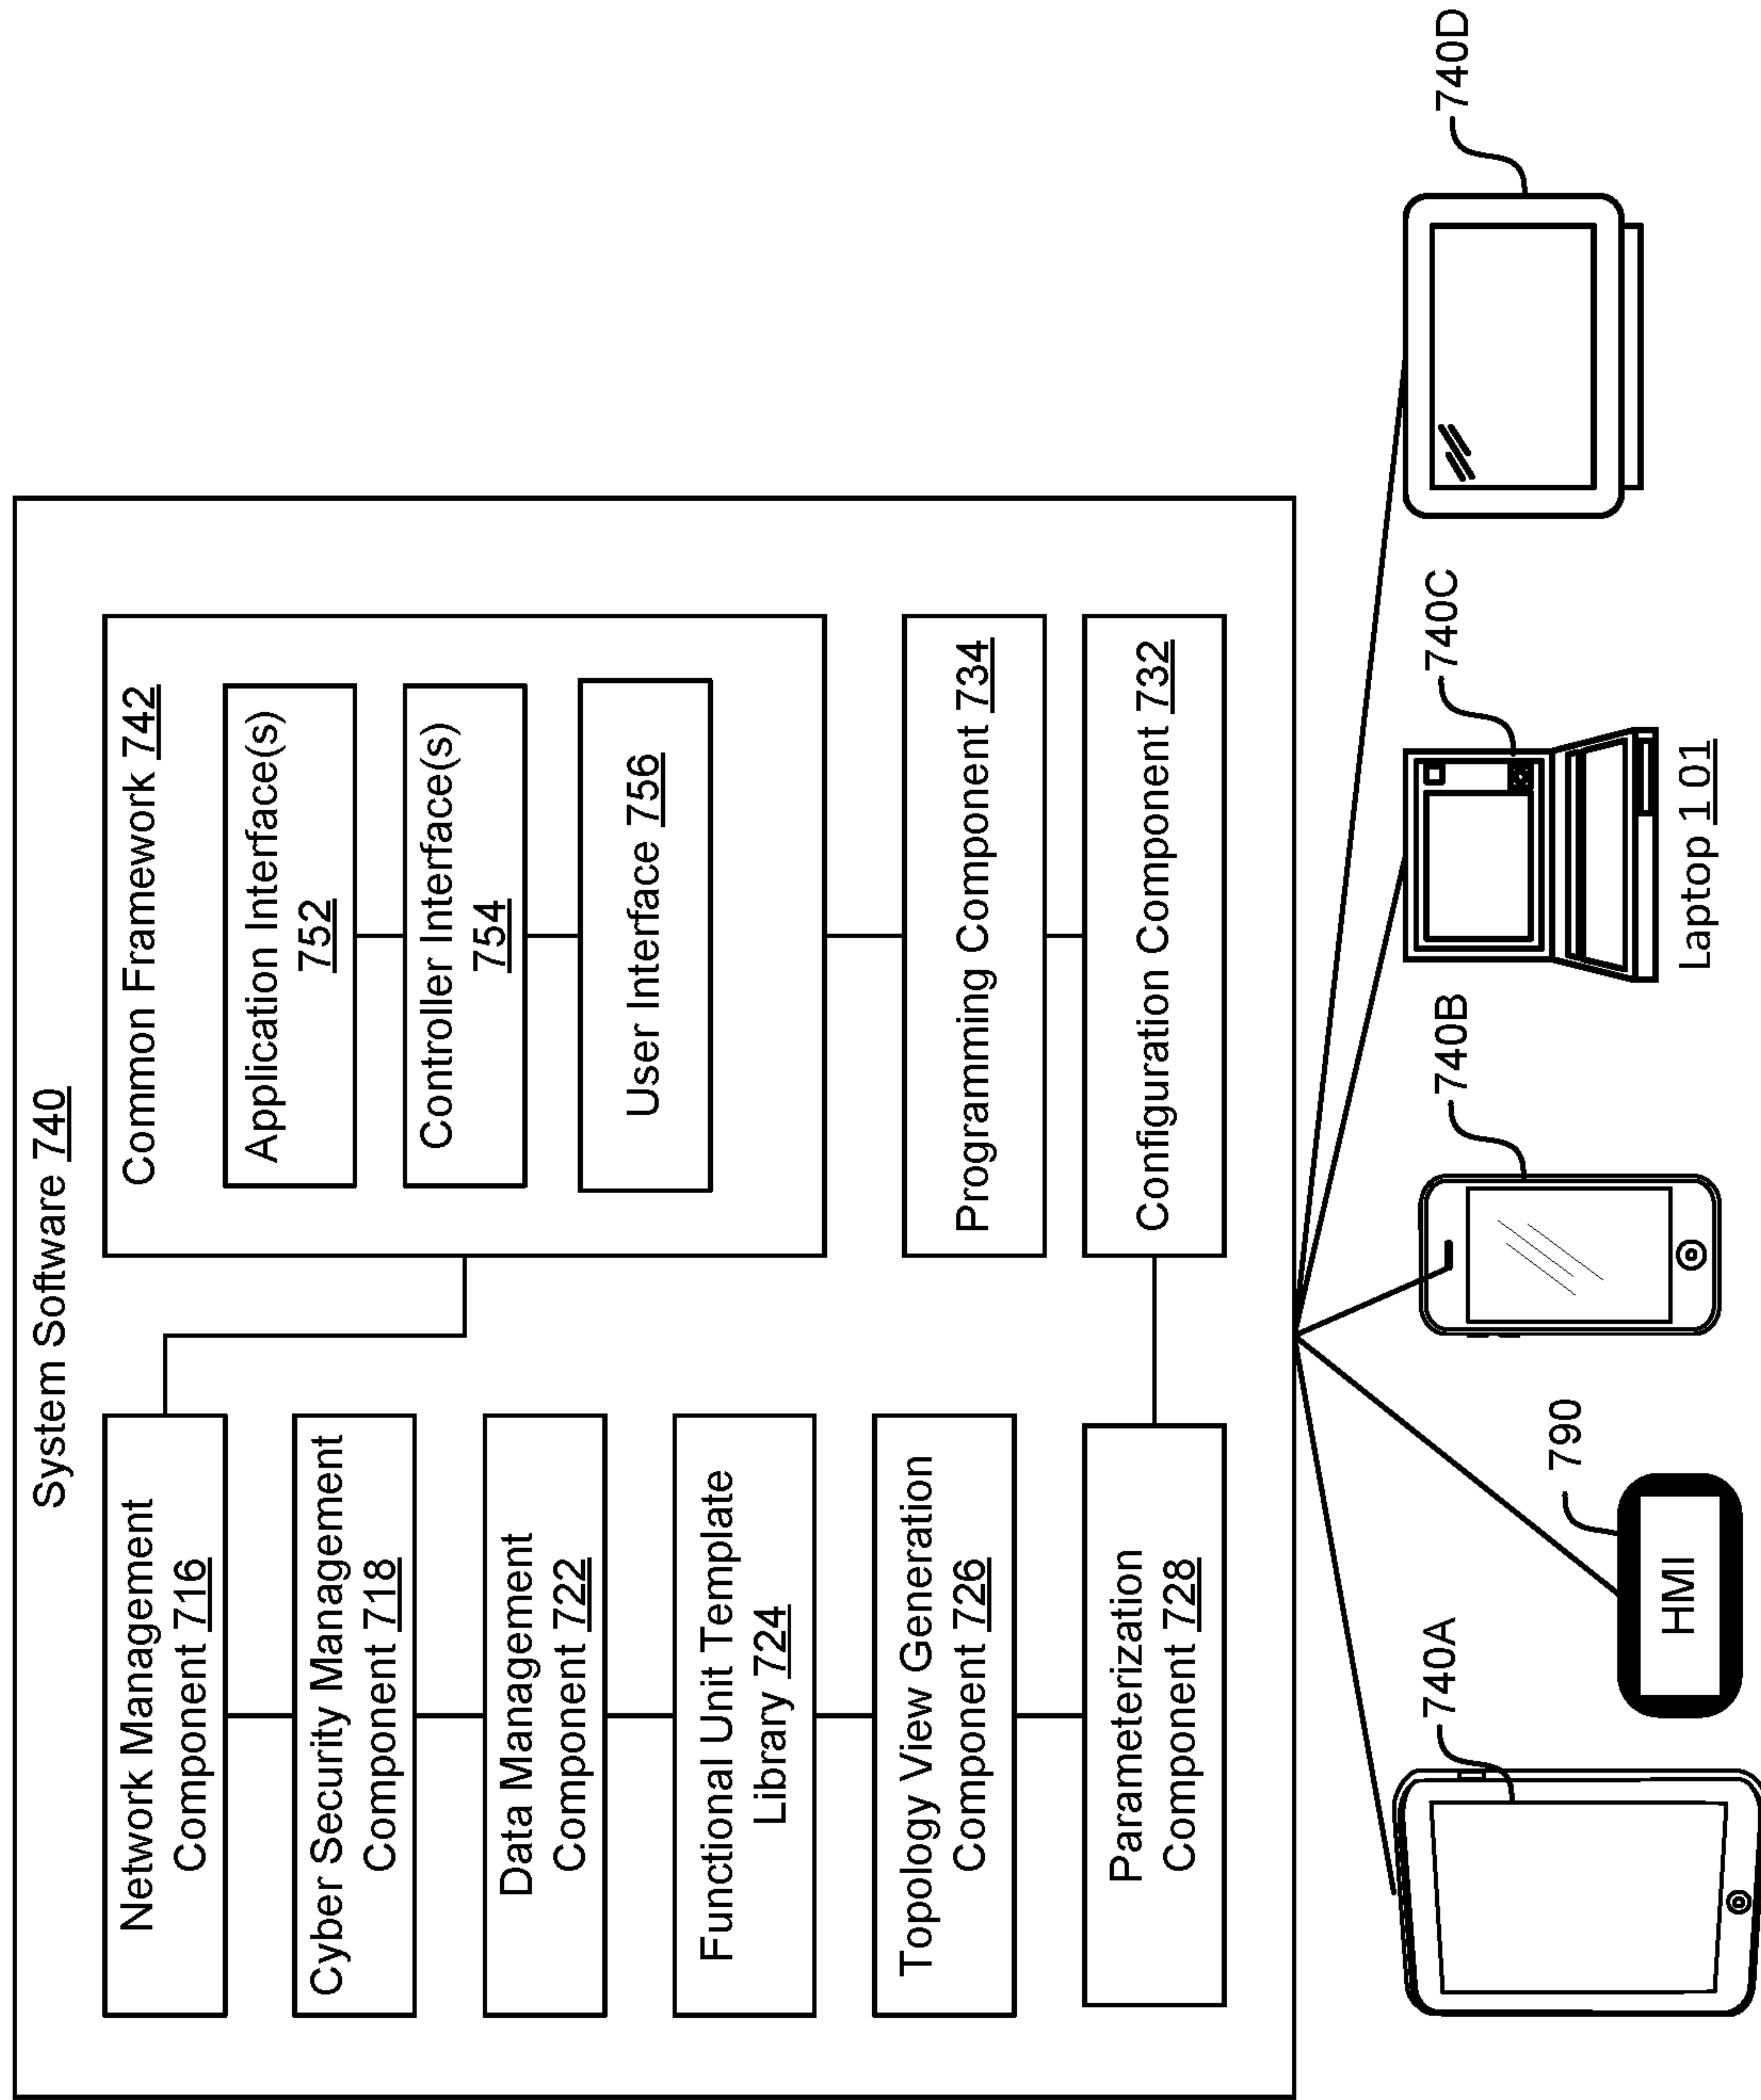 System Software 740
Network Management
Component 716
Cyber Security Management
Component 718
Data Management
Component 722
Functional Unit Template
Library 724
Topology View Generation
Component 726
Parameterization
Component 728
Common Framework 742
Application Interface(s)
752
Controller Interface(s)
754
User Interface 756
Programming Component 734
Configuration Component 732
740A
HMI
790
740B
740C
Laptop 1 01
740D